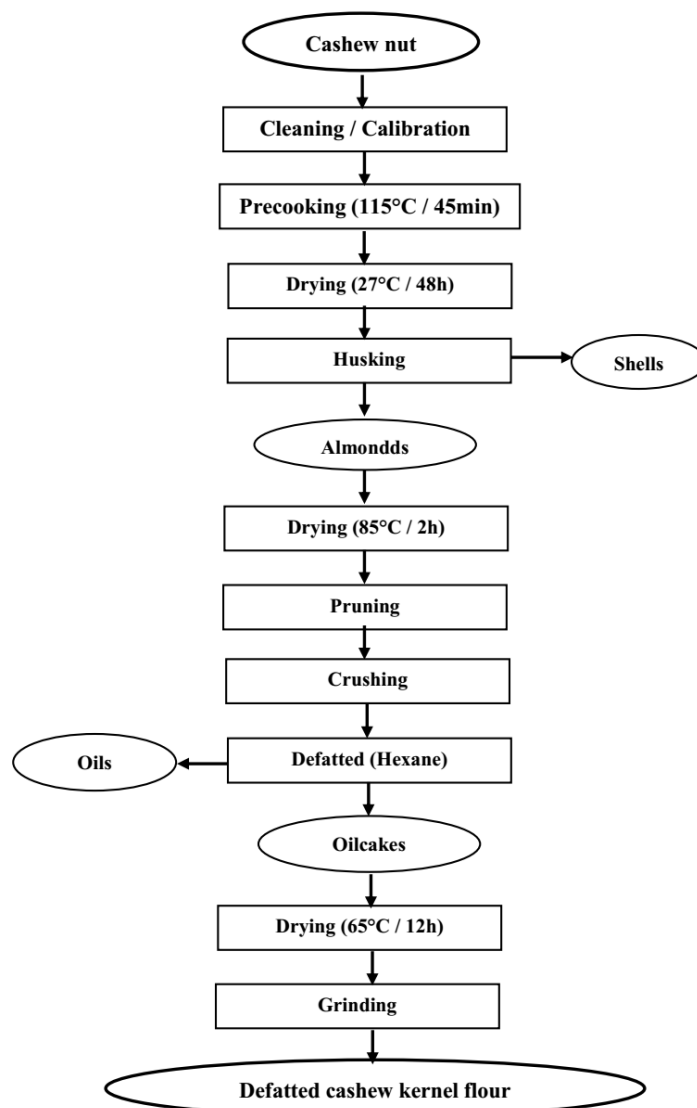 Cashew nut
Cleaning / Calibration
Precooking (115°C / 45min)
Drying (27°C / 48h)
Husking
Shells
Almondds
Drying (85°C / 2h)
Pruning
Crushing
Defatted (Hexane)
Oils
Oilcakes
Drying (65°C / 12h)
Grinding
Defatted cashew kernel flour